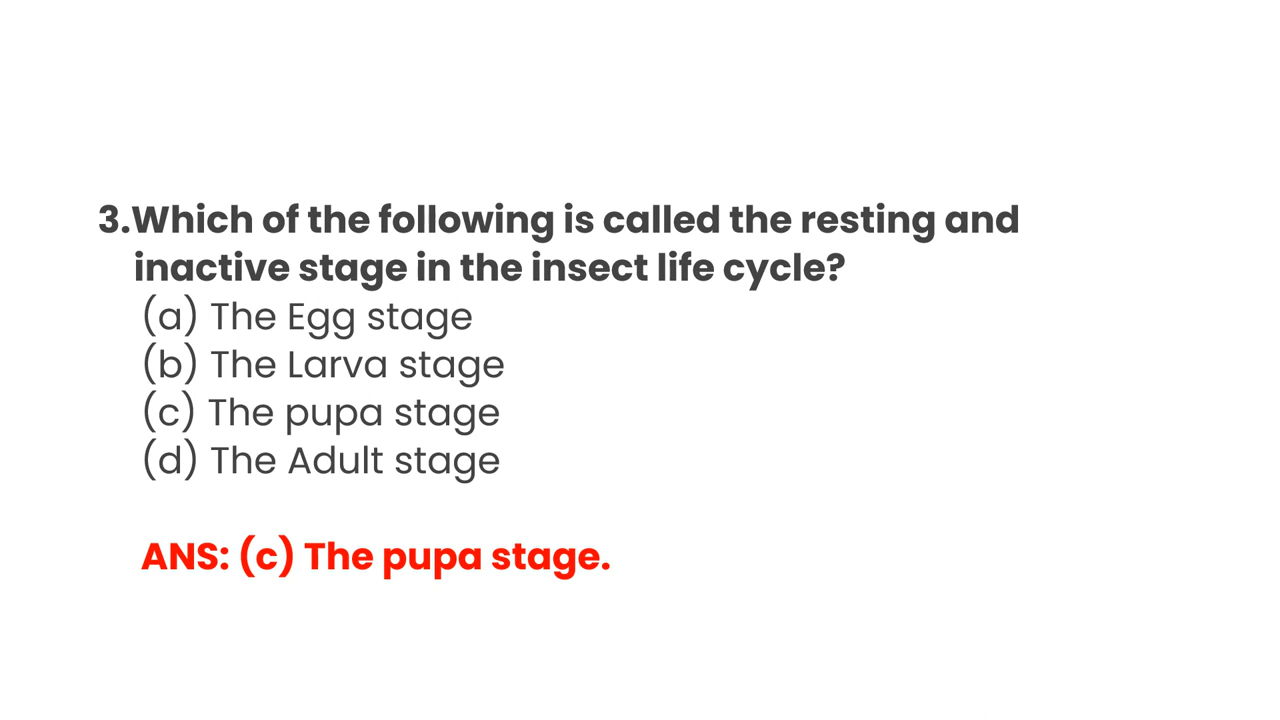 3.Which of the following is called the resting and
inactive stage in the insect life cycle?
(a) The Egg stage
(b) The Larva stage
(c) The pupa stage
(d) The Adult stage
ANS: (c) The pupa stage.